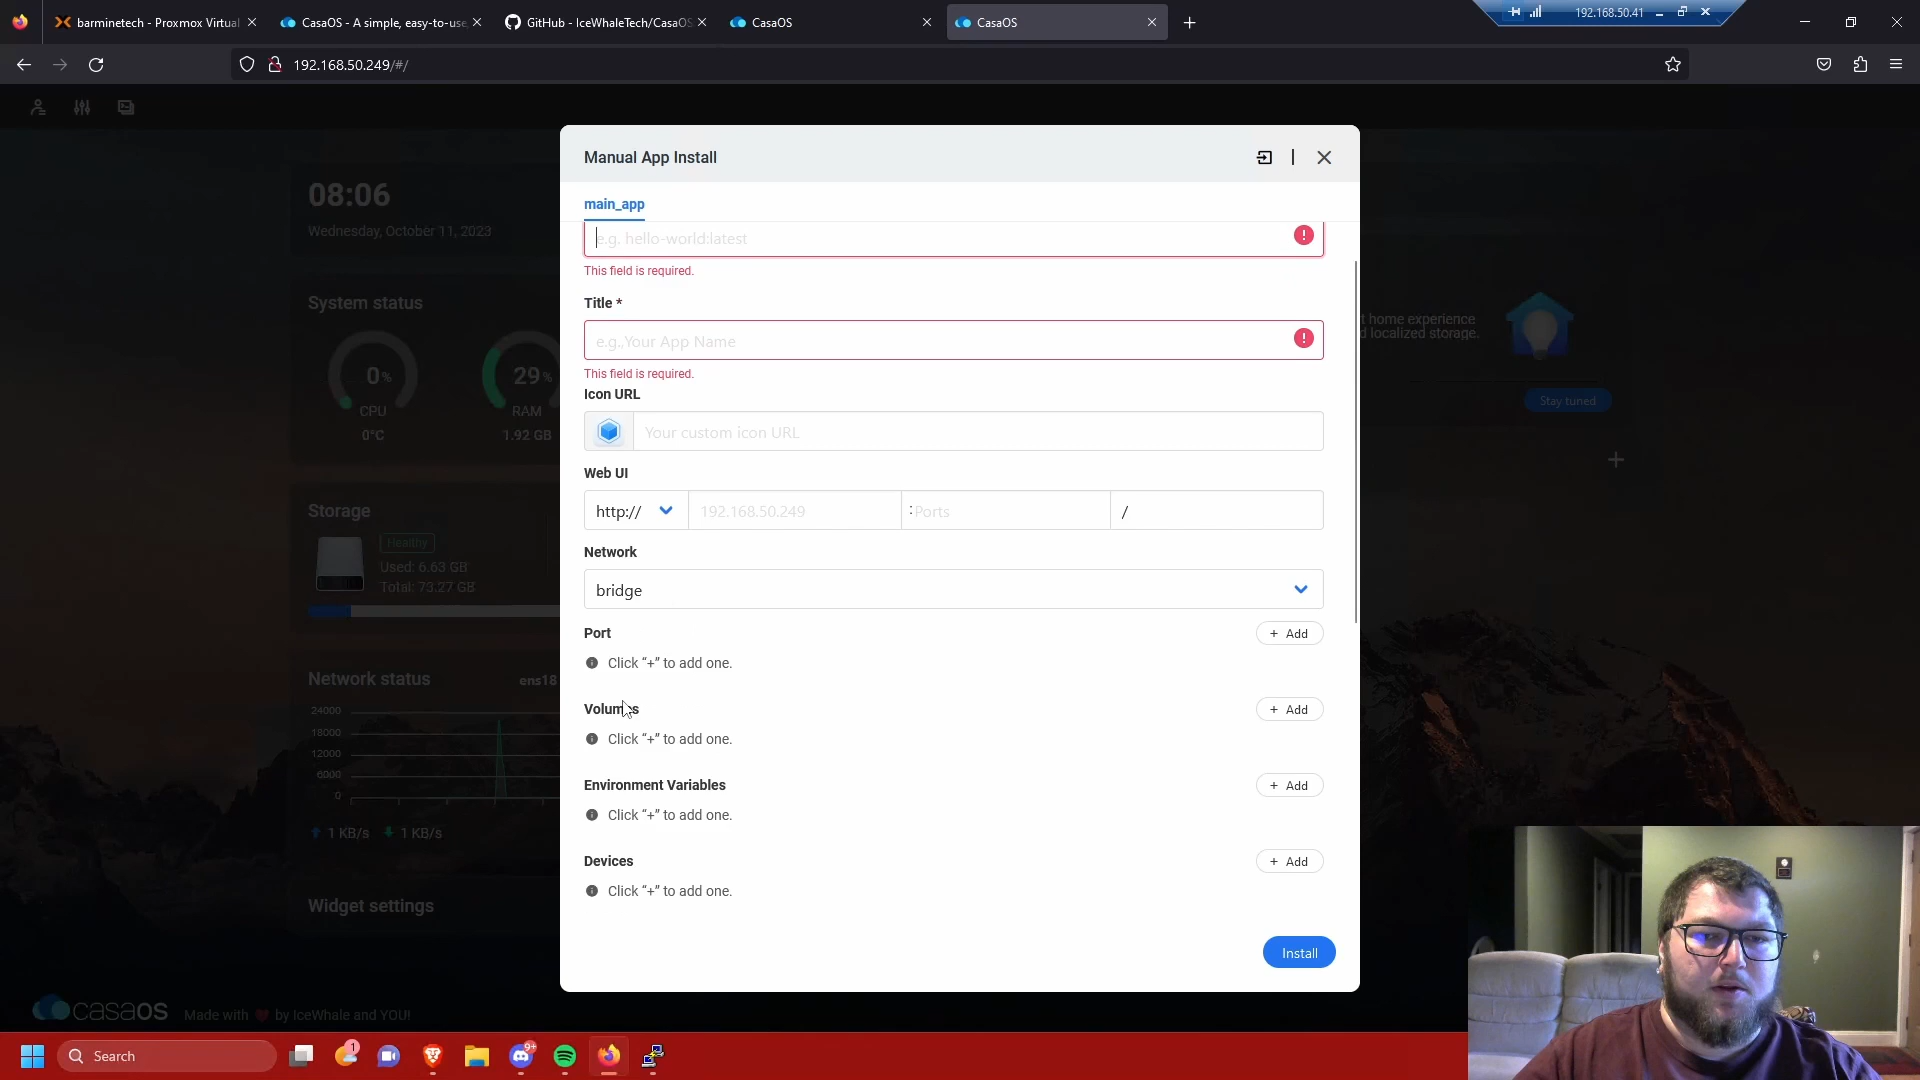 barminetech - Proxmox Virtual
CasaOS - A simple, easy-to-use,
GitHub - IceWhaleTech/CasaOS
CasaOS
CasaOS
192.168.50.41
192.168.50.249/#/
Manual App Install
main_app
e.g. hello-world:latest
This field is required.
Title *
e.g.,Your App Name
This field is required.
Icon URL
Your custom icon URL
Web UI
http://
192.168.50.249
:Ports
/
Network
bridge
Port
+ Add
Click “+” to add one.
Volumes
+ Add
Click “+” to add one.
Environment Variables
+ Add
Click “+” to add one.
Devices
+ Add
Click “+” to add one.
Install
08:06
Wednesday, October 11, 2023
System status
0%
CPU
0°C
29%
RAM
1.92 GB
Storage
Healthy
Used: 6.63 GB
Total: 73.27 GB
Network status
ens18
24000
18000
12000
6000
0
1 KB/s
1 KB/s
Widget settings
t home experience
d localized storage.
Stay tuned
casaos
Made with ❤ by IceWhale and YOU!
Search
1
9+